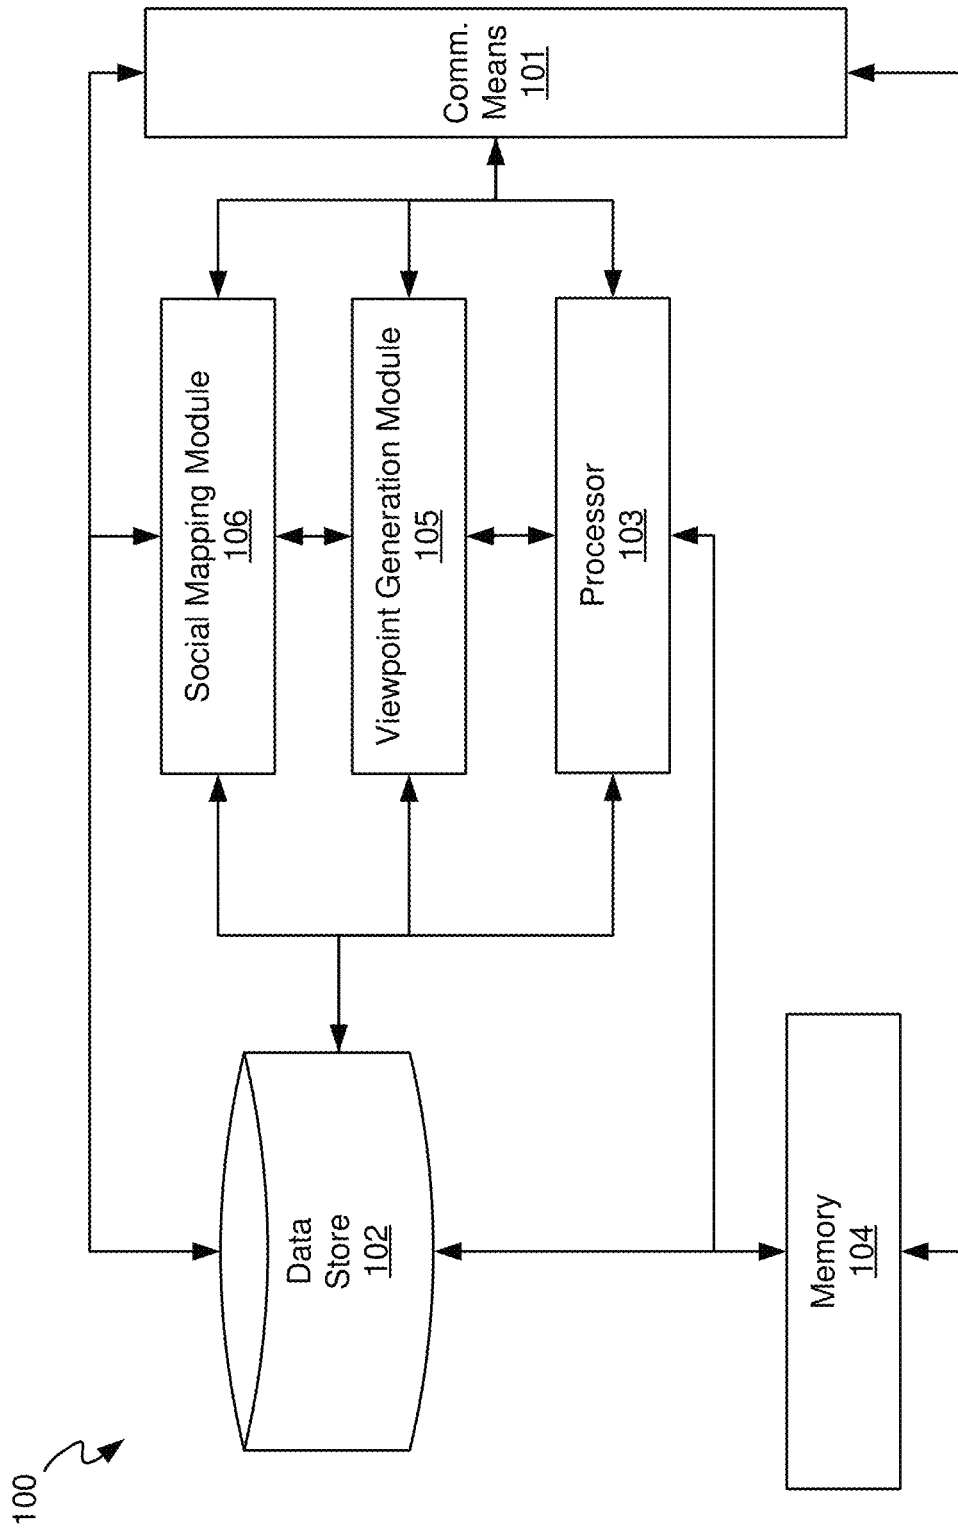 100
Comm.
Means
101
Social Mapping Module
106
Viewpoint Generation Module
105
Processor
103
Data
Store
102
Memory
104